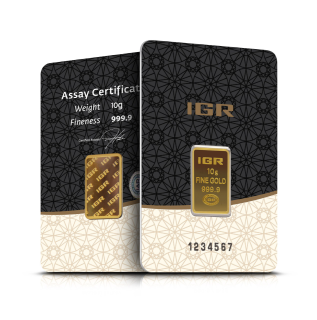 Assay Certificat
Weight 10g
Fineness 999.9
IGR
IGR
10g
FINE GOLD
999.9
1234567